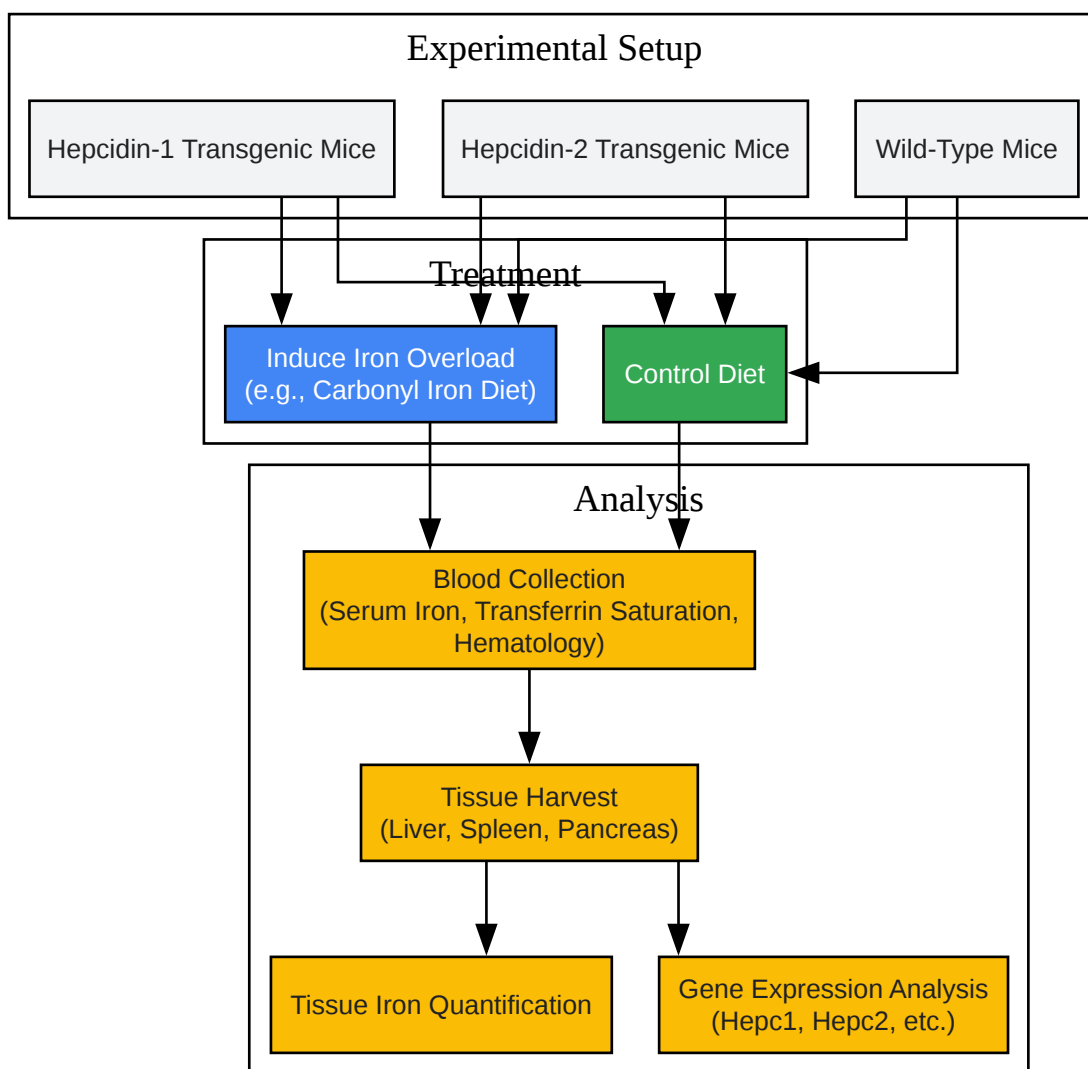 Experimental Setup
Hepcidin-1 Transgenic Mice
Hepcidin-2 Transgenic Mice
Wild-Type Mice
Treatment
Induce Iron Overload
(e.g., Carbonyl Iron Diet)
Control Diet
Analysis
Blood Collection
(Serum Iron, Transferrin Saturation,
Hematology)
Tissue Harvest
(Liver, Spleen, Pancreas)
Tissue Iron Quantification
Gene Expression Analysis
(Hepc1, Hepc2, etc.)